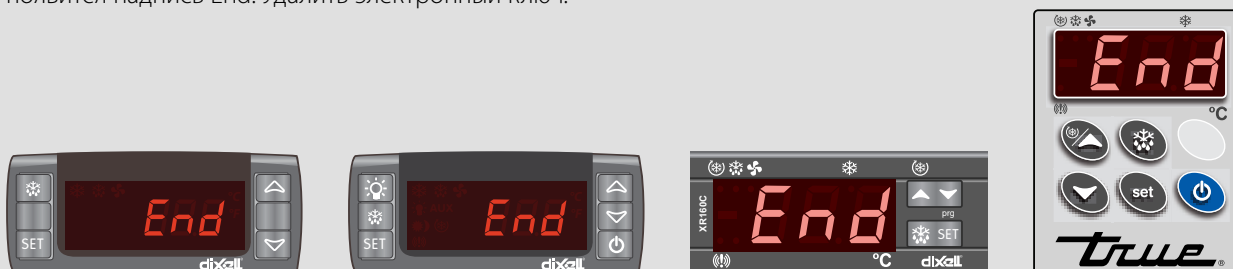 появится надпись End. Удалить электронный ключ.
End
SET
dixell
End
SET
dixell
XR160C
End
prg
SET
°C
dixell
End
°C
set
true